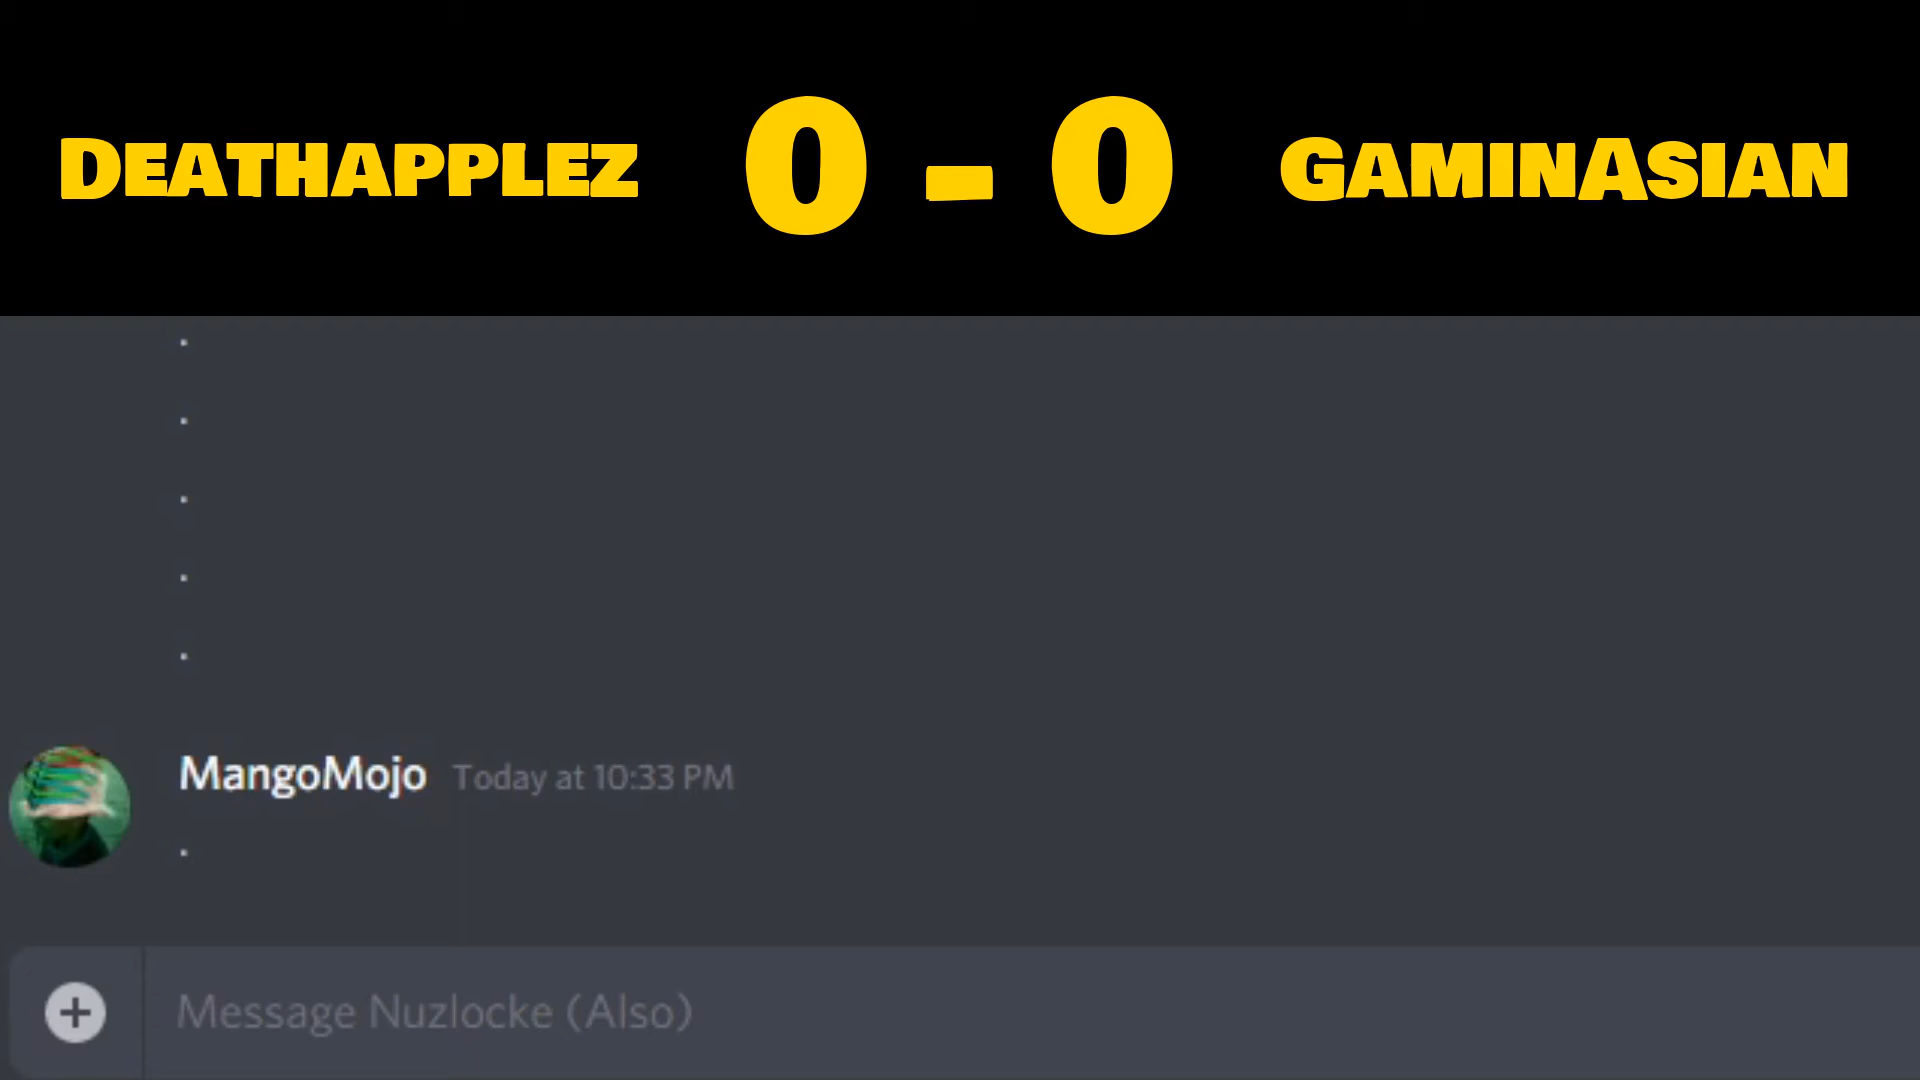 DEATHAPPLEZ 0 - 0 GAMINASIAN
.
.
.
.
.
MangoMojo Today at 10:33 PM
.
Message Nuzlocke (Also)